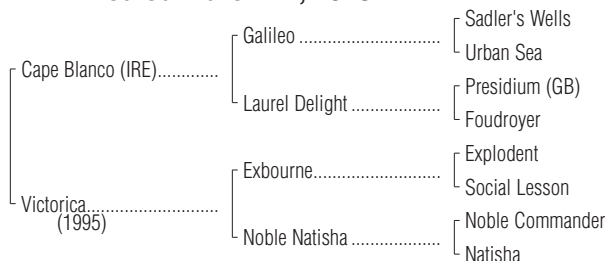 Galileo ........................................
Sadler's Wells
Urban Sea
Cape Blanco (IRE)..............
Laurel Delight ........................
Presidium (GB)
Foudroyer
Exbourne.....................................
Explodent
Social Lesson
Victorica...............................
(1995)
Noble Natisha .......................
Noble Commander
Natisha